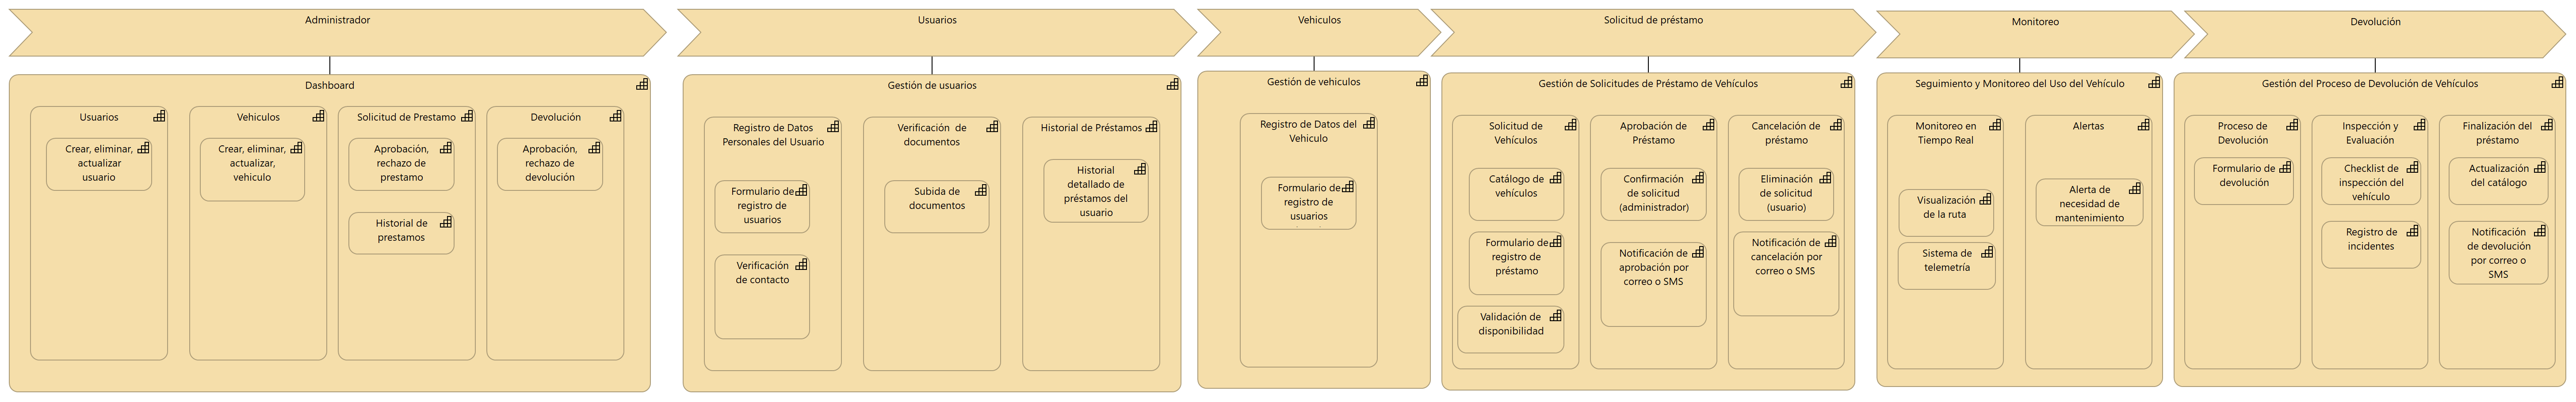 Administrador
Usuarios
Vehiculos
Solicitud de préstamo
Monitoreo
Devolución
Dashboard
Usuarios
Crear, eliminar,
actualizar
usuario
Vehiculos
Crear, eliminar,
actualizar,
vehiculo
Solicitud de Prestamo
Aprobación,
rechazo de
prestamo
Historial de
prestamos
Devolución
Aprobación,
rechazo de
devolución
Gestión de usuarios
Registro de Datos
Personales del Usuario
Formulario de
registro de
usuarios
Verificación
de contacto
Verificación de
documentos
Subida de
documentos
Historial de Préstamos
Historial
detallado de
préstamos del
usuario
Gestión de vehiculos
Registro de Datos del
Vehiculo
Formulario de
registro de
usuarios
Gestión de Solicitudes de Préstamo de Vehículos
Solicitud de
Vehículos
Catálogo de
vehículos
Formulario de
registro de
préstamo
Validación de
disponibilidad
Aprobación de
Préstamo
Confirmación
de solicitud
(administrador)
Notificación de
aprobación por
correo o SMS
Cancelación de
préstamo
Eliminación
de solicitud
(usuario)
Notificación de
cancelación por
correo o SMS
Seguimiento y Monitoreo del Uso del Vehículo
Monitoreo en
Tiempo Real
Visualización
de la ruta
Sistema de
telemetría
Alertas
Alerta de
necesidad de
mantenimiento
Gestión del Proceso de Devolución de Vehículos
Proceso de
Devolución
Formulario de
devolución
Inspección y
Evaluación
Checklist de
inspección del
vehículo
Registro de
incidentes
Finalización del
préstamo
Actualización
del catálogo
Notificación
de devolución
por correo o
SMS